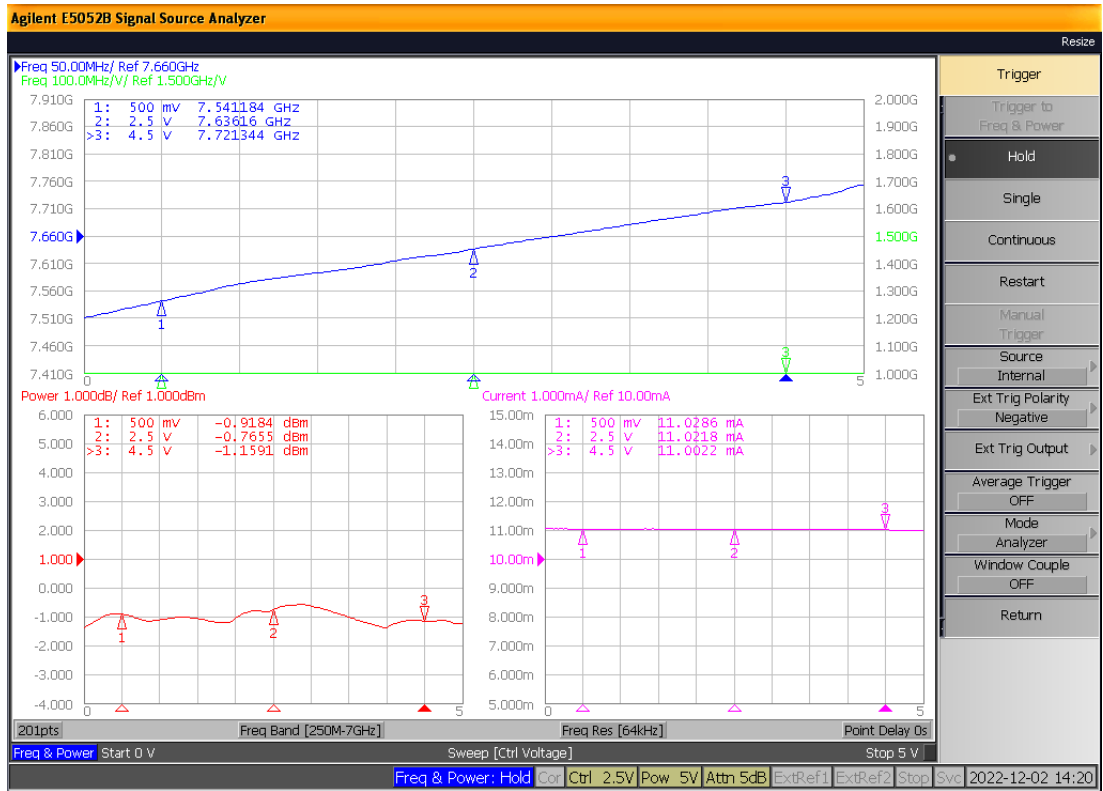 Agilent E5052B Signal Source Analyzer
Resize
Freq 50.00MHz/ Ref 7.660GHz
Freq 100.0MHz/V/ Ref 1.500GHz/V
7.910G
7.860G
7.810G
7.760G
7.710G
7.660G
7.610G
7.560G
7.510G
7.460G
7.410G
1: 500 mV 7.541184 GHz
2: 2.5 V 7.63616 GHz
>3: 4.5 V 7.721344 GHz
1
2
3
3
0
5
2.000G
1.900G
1.800G
1.700G
1.600G
1.500G
1.400G
1.300G
1.200G
1.100G
1.000G
Power 1.000dB/ Ref 1.000dBm
6.000
5.000
4.000
3.000
2.000
1.000
0.000
-1.000
-2.000
-3.000
-4.000
1: 500 mV -0.9184 dBm
2: 2.5 V -0.7655 dBm
>3: 4.5 V -1.1591 dBm
1
2
3
0
5
Current 1.000mA/ Ref 10.00mA
15.00m
14.00m
13.00m
12.00m
11.00m
10.00m
9.000m
8.000m
7.000m
6.000m
5.000m
1: 500 mV 11.0286 mA
2: 2.5 V 11.0218 mA
>3: 4.5 V 11.0022 mA
1
2
3
0
5
201pts Freq Band [250M-7GHz] Freq Res [64kHz] Point Delay 0s
Freq & Power Start 0 V Sweep [Ctrl Voltage] Stop 5 V
Freq & Power: Hold Cor Ctrl 2.5V Pow 5V Attn 5dB ExtRef1 ExtRef2 Stop Svc 2022-12-02 14:20
Trigger
Trigger to
Freq & Power
Hold
Single
Continuous
Restart
Manual
Trigger
Source
Internal
Ext Trig Polarity
Negative
Ext Trig Output
Average Trigger
OFF
Mode
Analyzer
Window Couple
OFF
Return